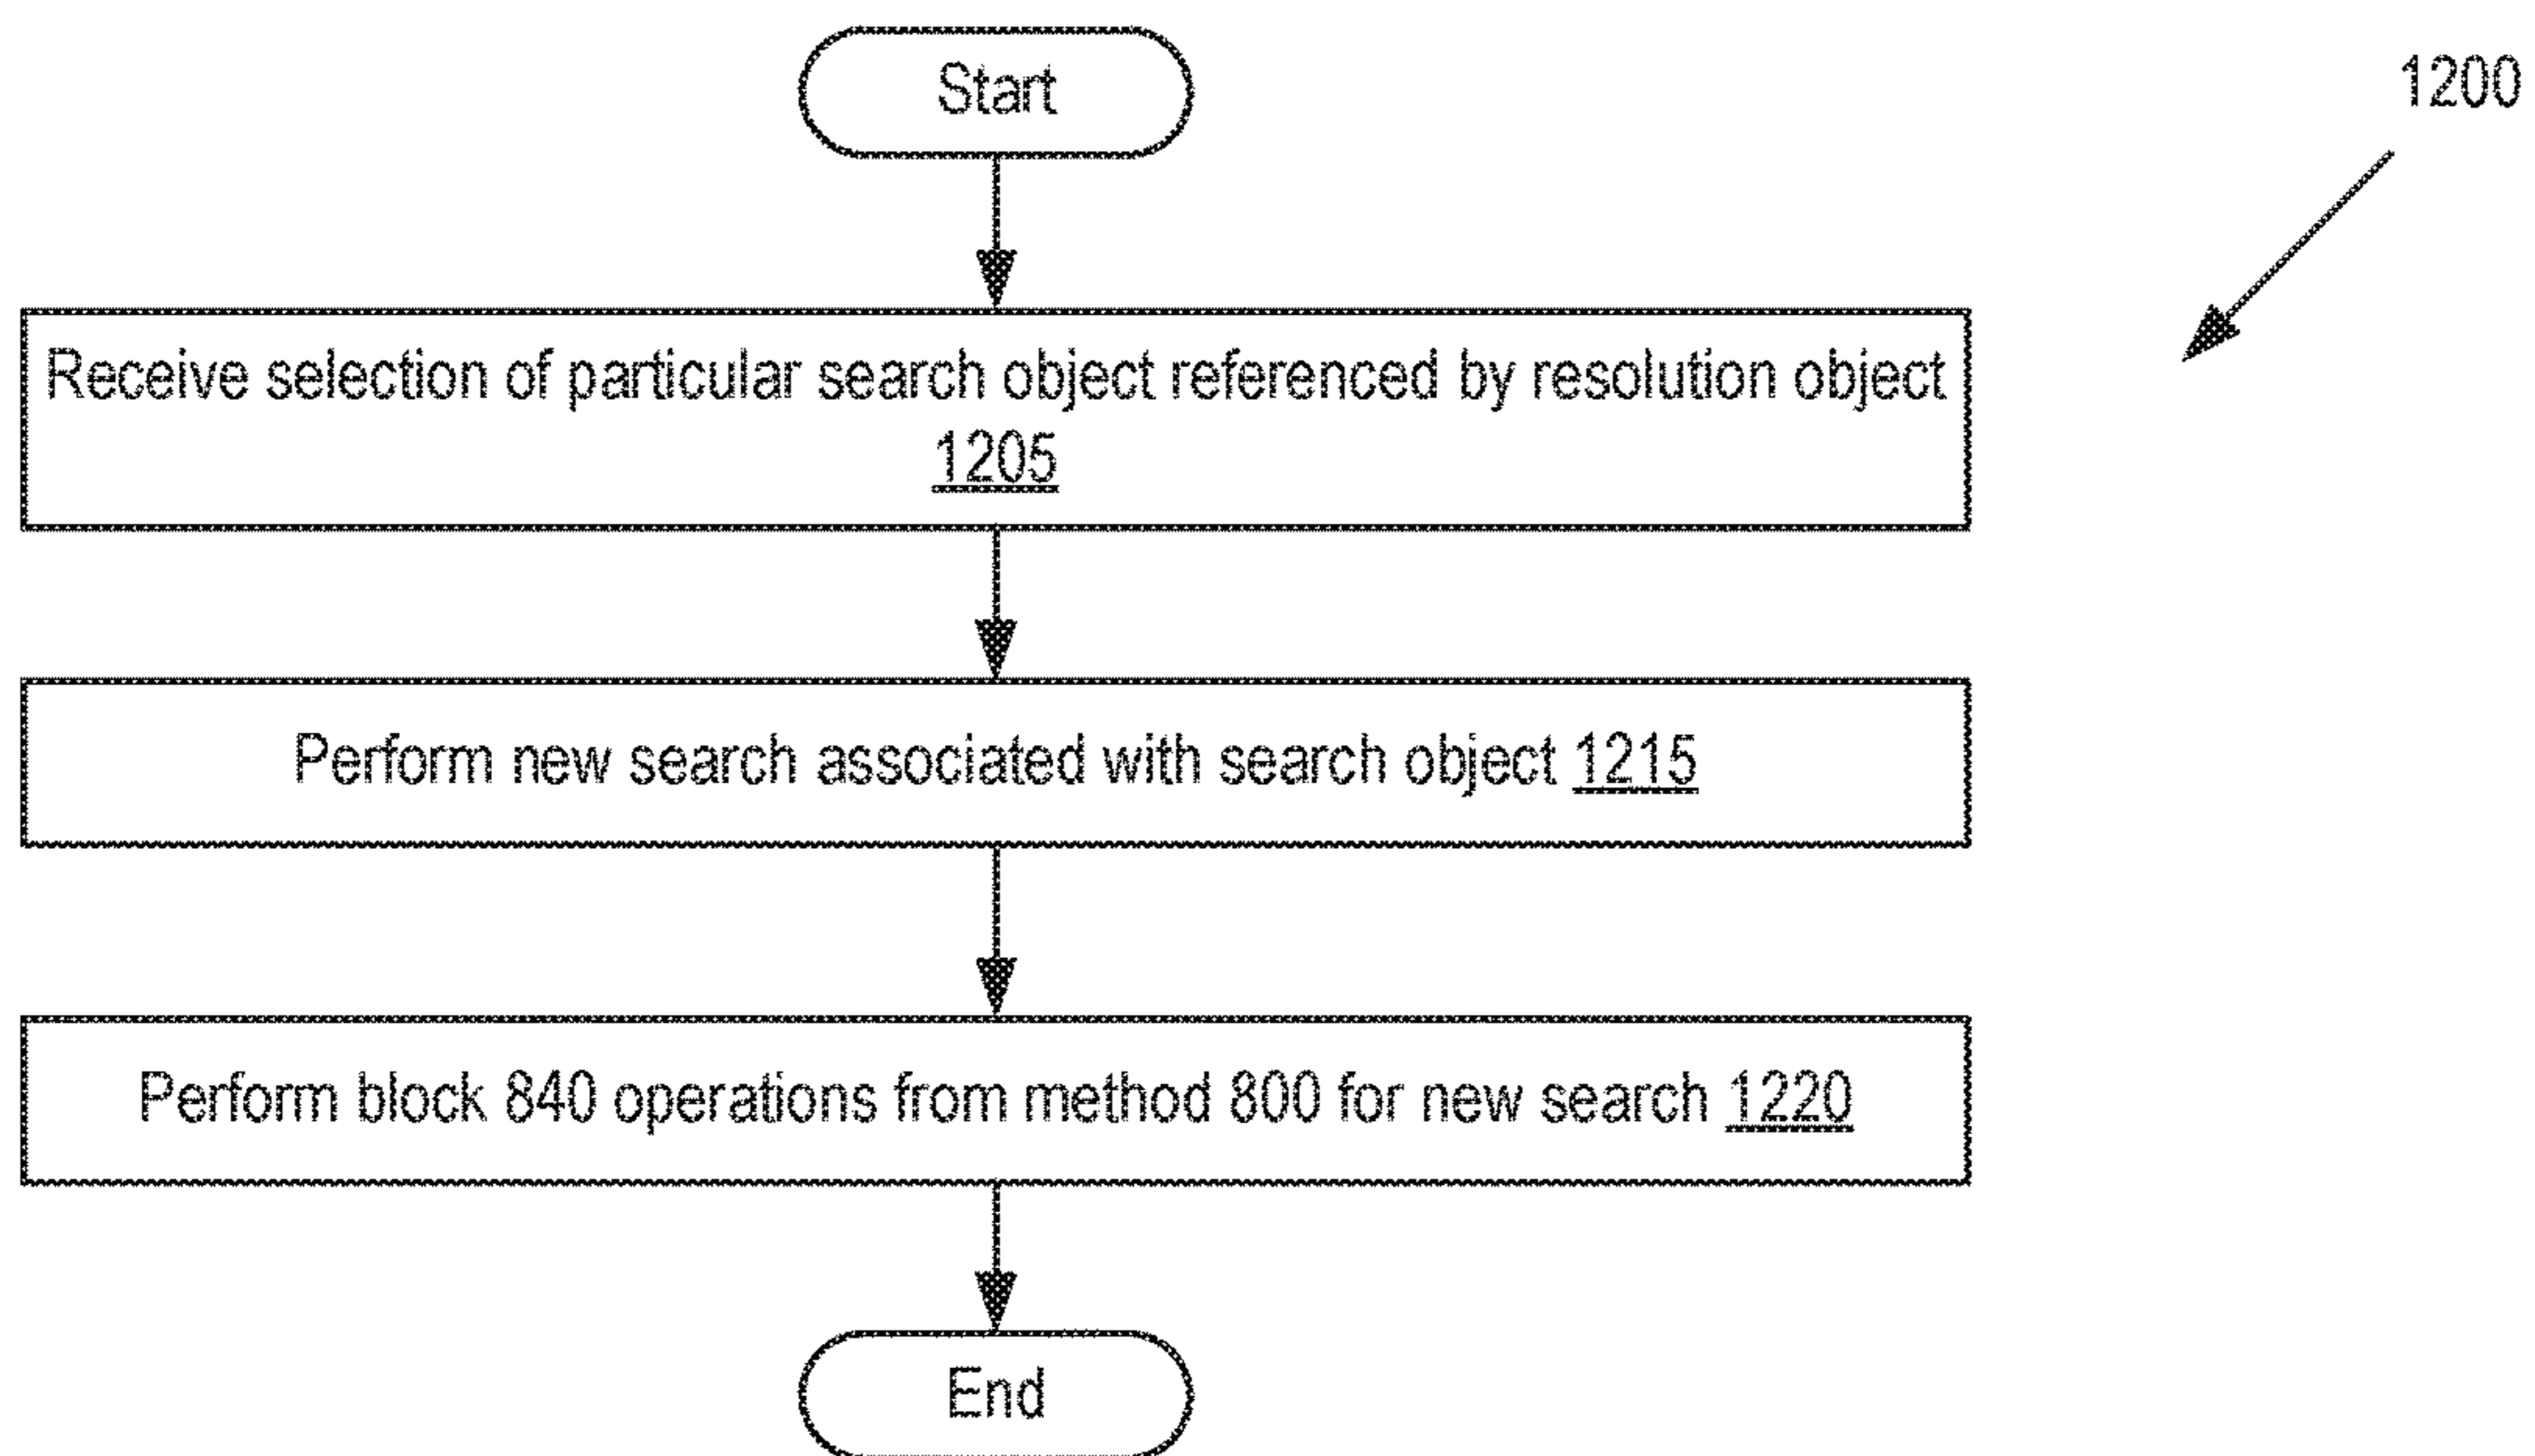 Start
1200
Receive selection of particular search object referenced by resolution object
1205
Perform new search associated with search object 1215
Perform block 840 operations from method 800 for new search 1220
End